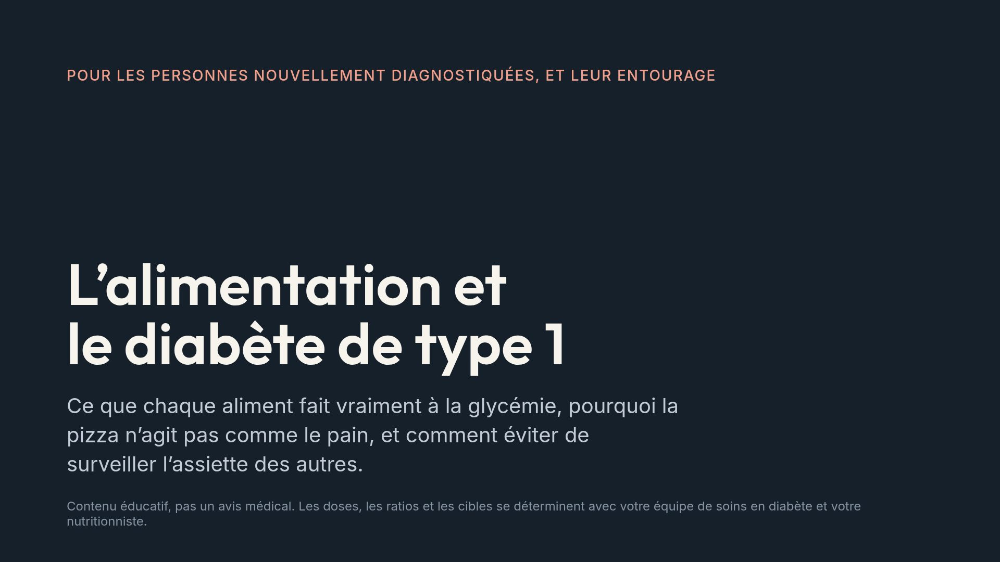 POUR LES PERSONNES NOUVELLEMENT DIAGNOSTIQUÉES, ET LEUR ENTOURAGE
L’alimentation et
le diabète de type 1
Ce que chaque aliment fait vraiment à la glycémie, pourquoi la
pizza n’agit pas comme le pain, et comment éviter de
surveiller l’assiette des autres.
Contenu éducatif, pas un avis médical. Les doses, les ratios et les cibles se déterminent avec votre équipe de soins en diabète et votre
nutritionniste.